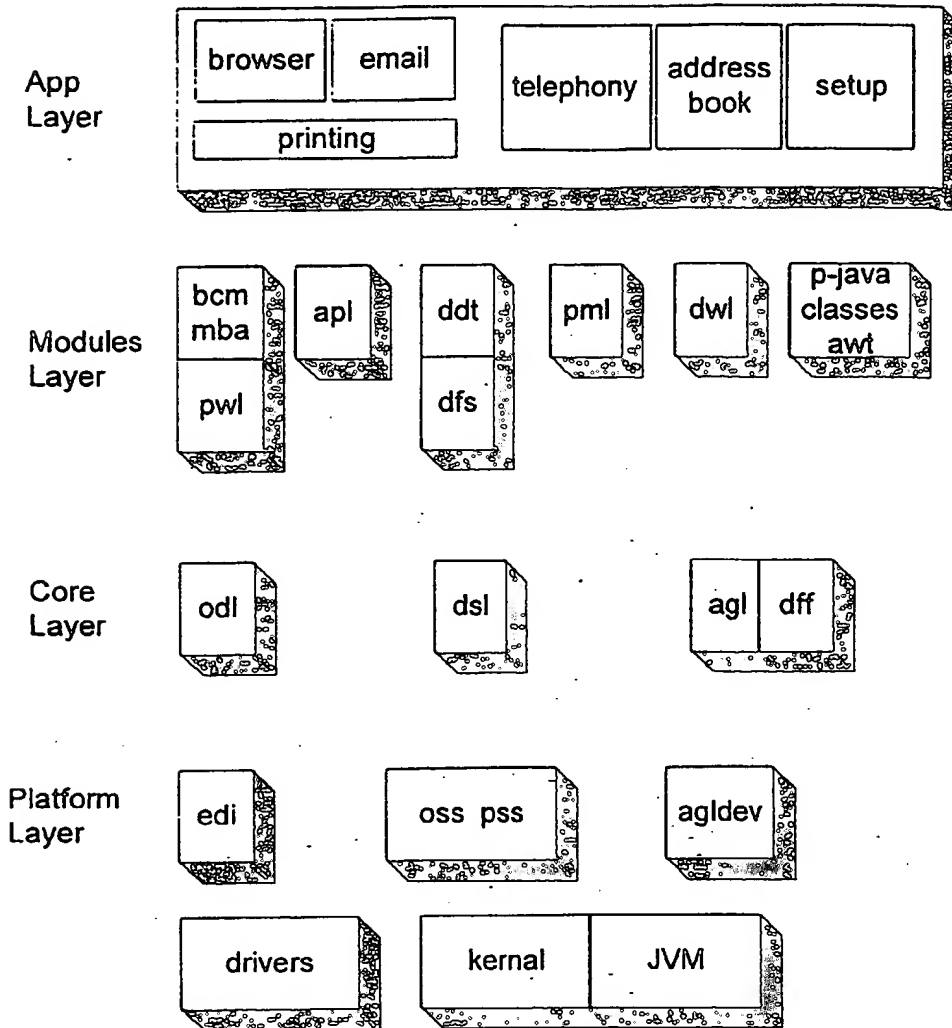 App
Layer
browser
email
printing
telephony
address
book
setup
Modules
Layer
bcm
mba
pwl
apl
ddt
dfs
pml
dwl
p-java
classes
awt
Core
Layer
odl
dsl
agl
dff
Platform
Layer
edi
oss pss
agldev
drivers
kernal
JVM